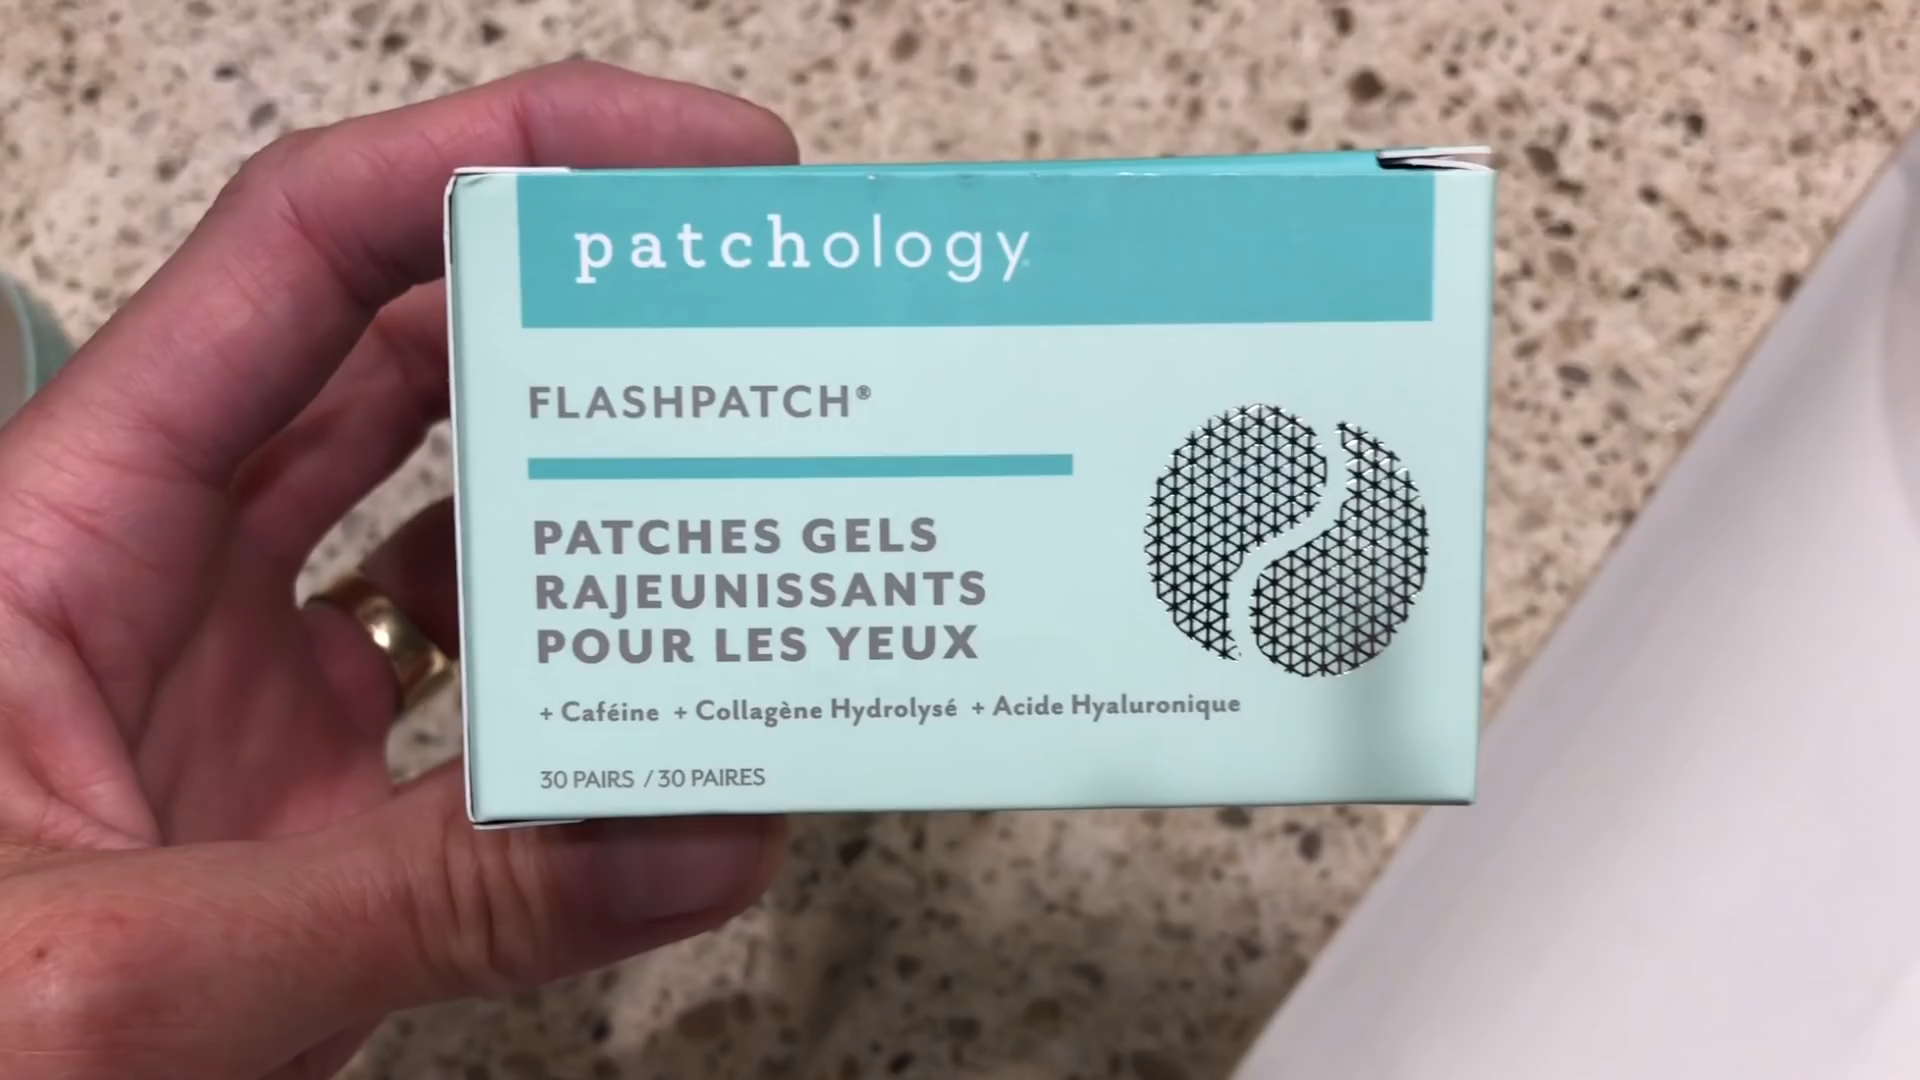 patchology
FLASHPATCH®
PATCHES GELS
RAJEUNISSANTS
POUR LES YEUX
+ Caféine + Collagène Hydrolysé + Acide Hyaluronique
30 PAIRS / 30 PAIRES